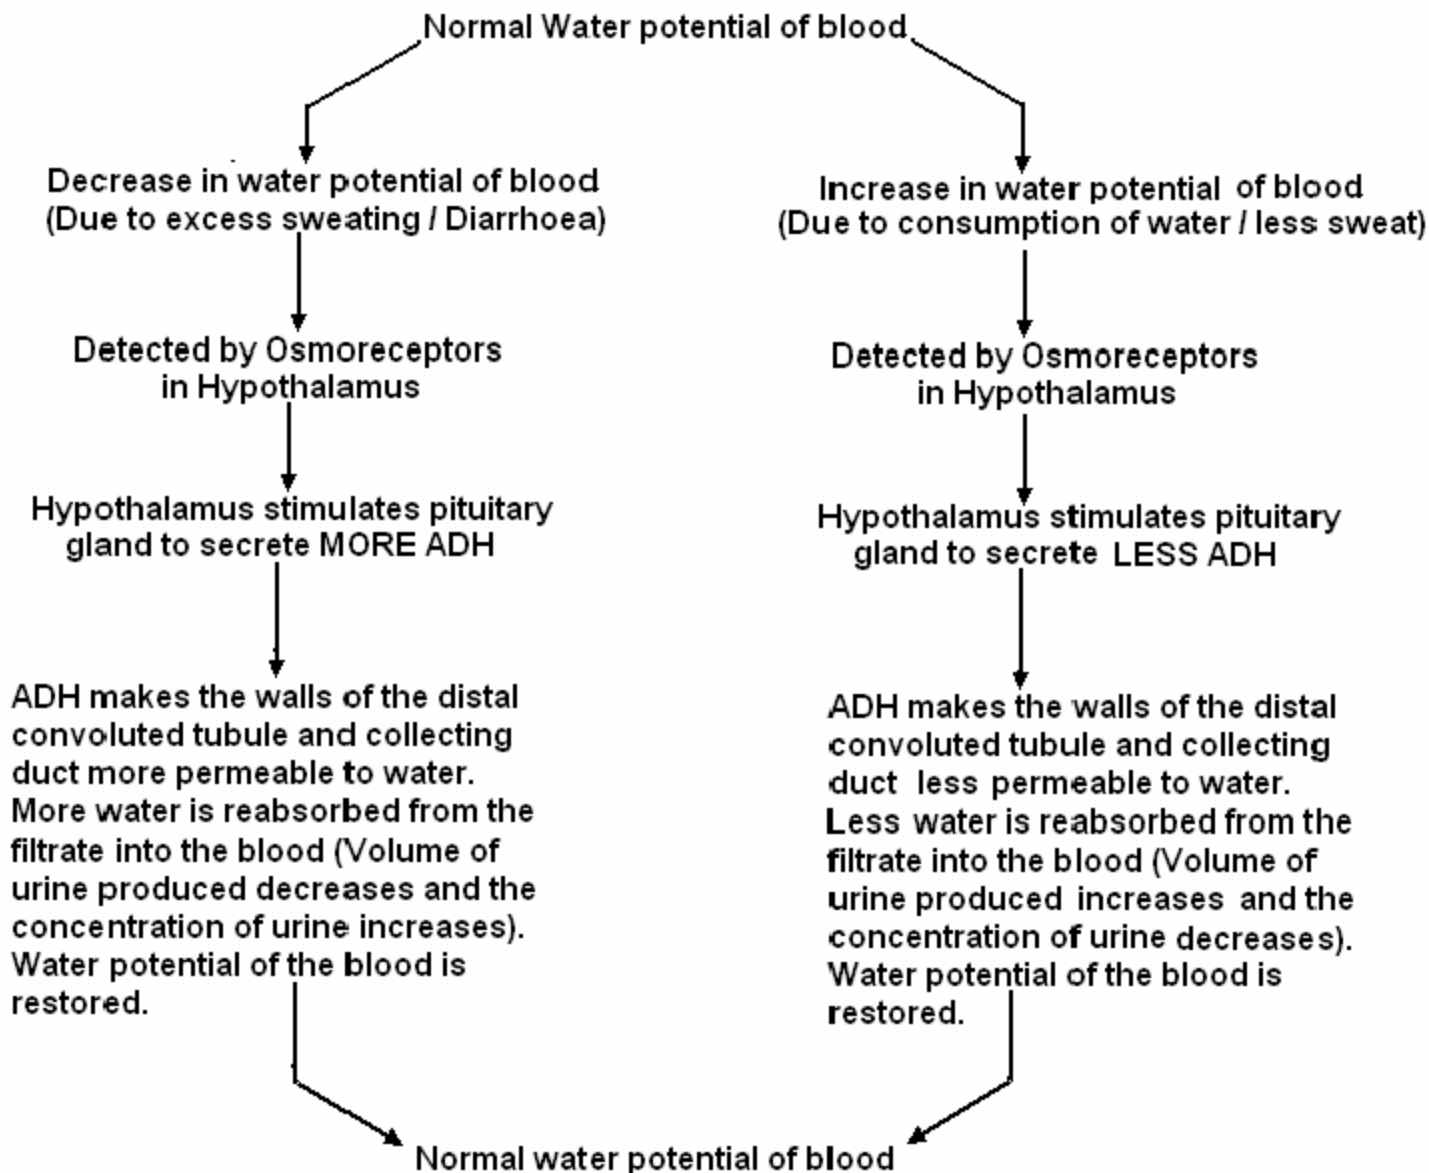 Normal Water potential of blood
Decrease in water potential of blood
(Due to excess sweating / Diarrhoea)
Detected by Osmoreceptors
in Hypothalamus
Hypothalamus stimulates pituitary
gland to secrete MORE ADH
ADH makes the walls of the distal
convoluted tubule and collecting
duct more permeable to water.
More water is reabsorbed from the
filtrate into the blood (Volume of
urine produced decreases and the
concentration of urine increases).
Water potential of the blood is
restored.
Increase in water potential of blood
(Due to consumption of water / less sweat)
Detected by Osmoreceptors
in Hypothalamus
Hypothalamus stimulates pituitary
gland to secrete LESS ADH
ADH makes the walls of the distal
convoluted tubule and collecting
duct less permeable to water.
Less water is reabsorbed from the
filtrate into the blood (Volume of
urine produced increases and the
concentration of urine decreases).
Water potential of the blood is
restored.
Normal water potential of blood